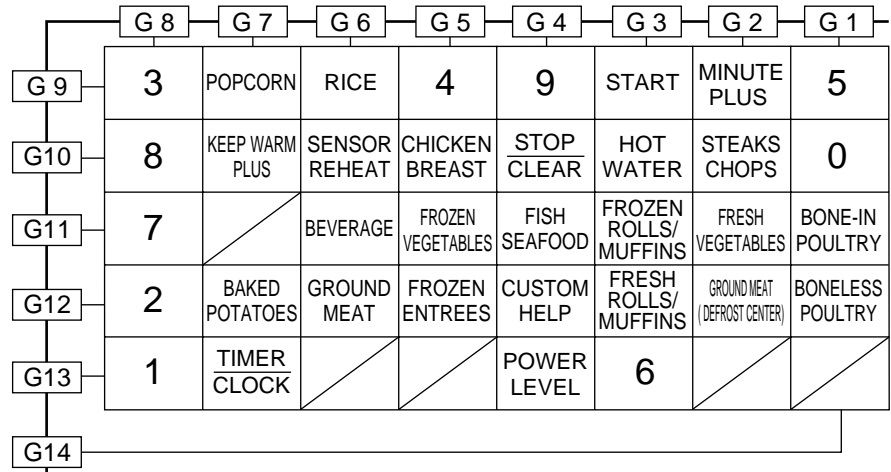 G 8 G 7 G 6 G 5 G 4 G 3 G 2 G 1
G 9 3 POPCORN RICE 4 9 START MINUTE PLUS 5
G10 8 KEEP WARM PLUS SENSOR REHEAT CHICKEN BREAST STOP CLEAR HOT WATER STEAKS CHOPS 0
G11 7 BEVERAGE FROZEN VEGETABLES FISH SEAFOOD FROZEN ROLLS/ MUFFINS FRESH VEGETABLES BONE-IN POULTRY
G12 2 BAKED POTATOES GROUND MEAT FROZEN ENTREES CUSTOM HELP FRESH ROLLS/ MUFFINS GROUND MEAT ( DEFROST CENTER) BONELESS POULTRY
G13 1 TIMER CLOCK POWER LEVEL 6
G14